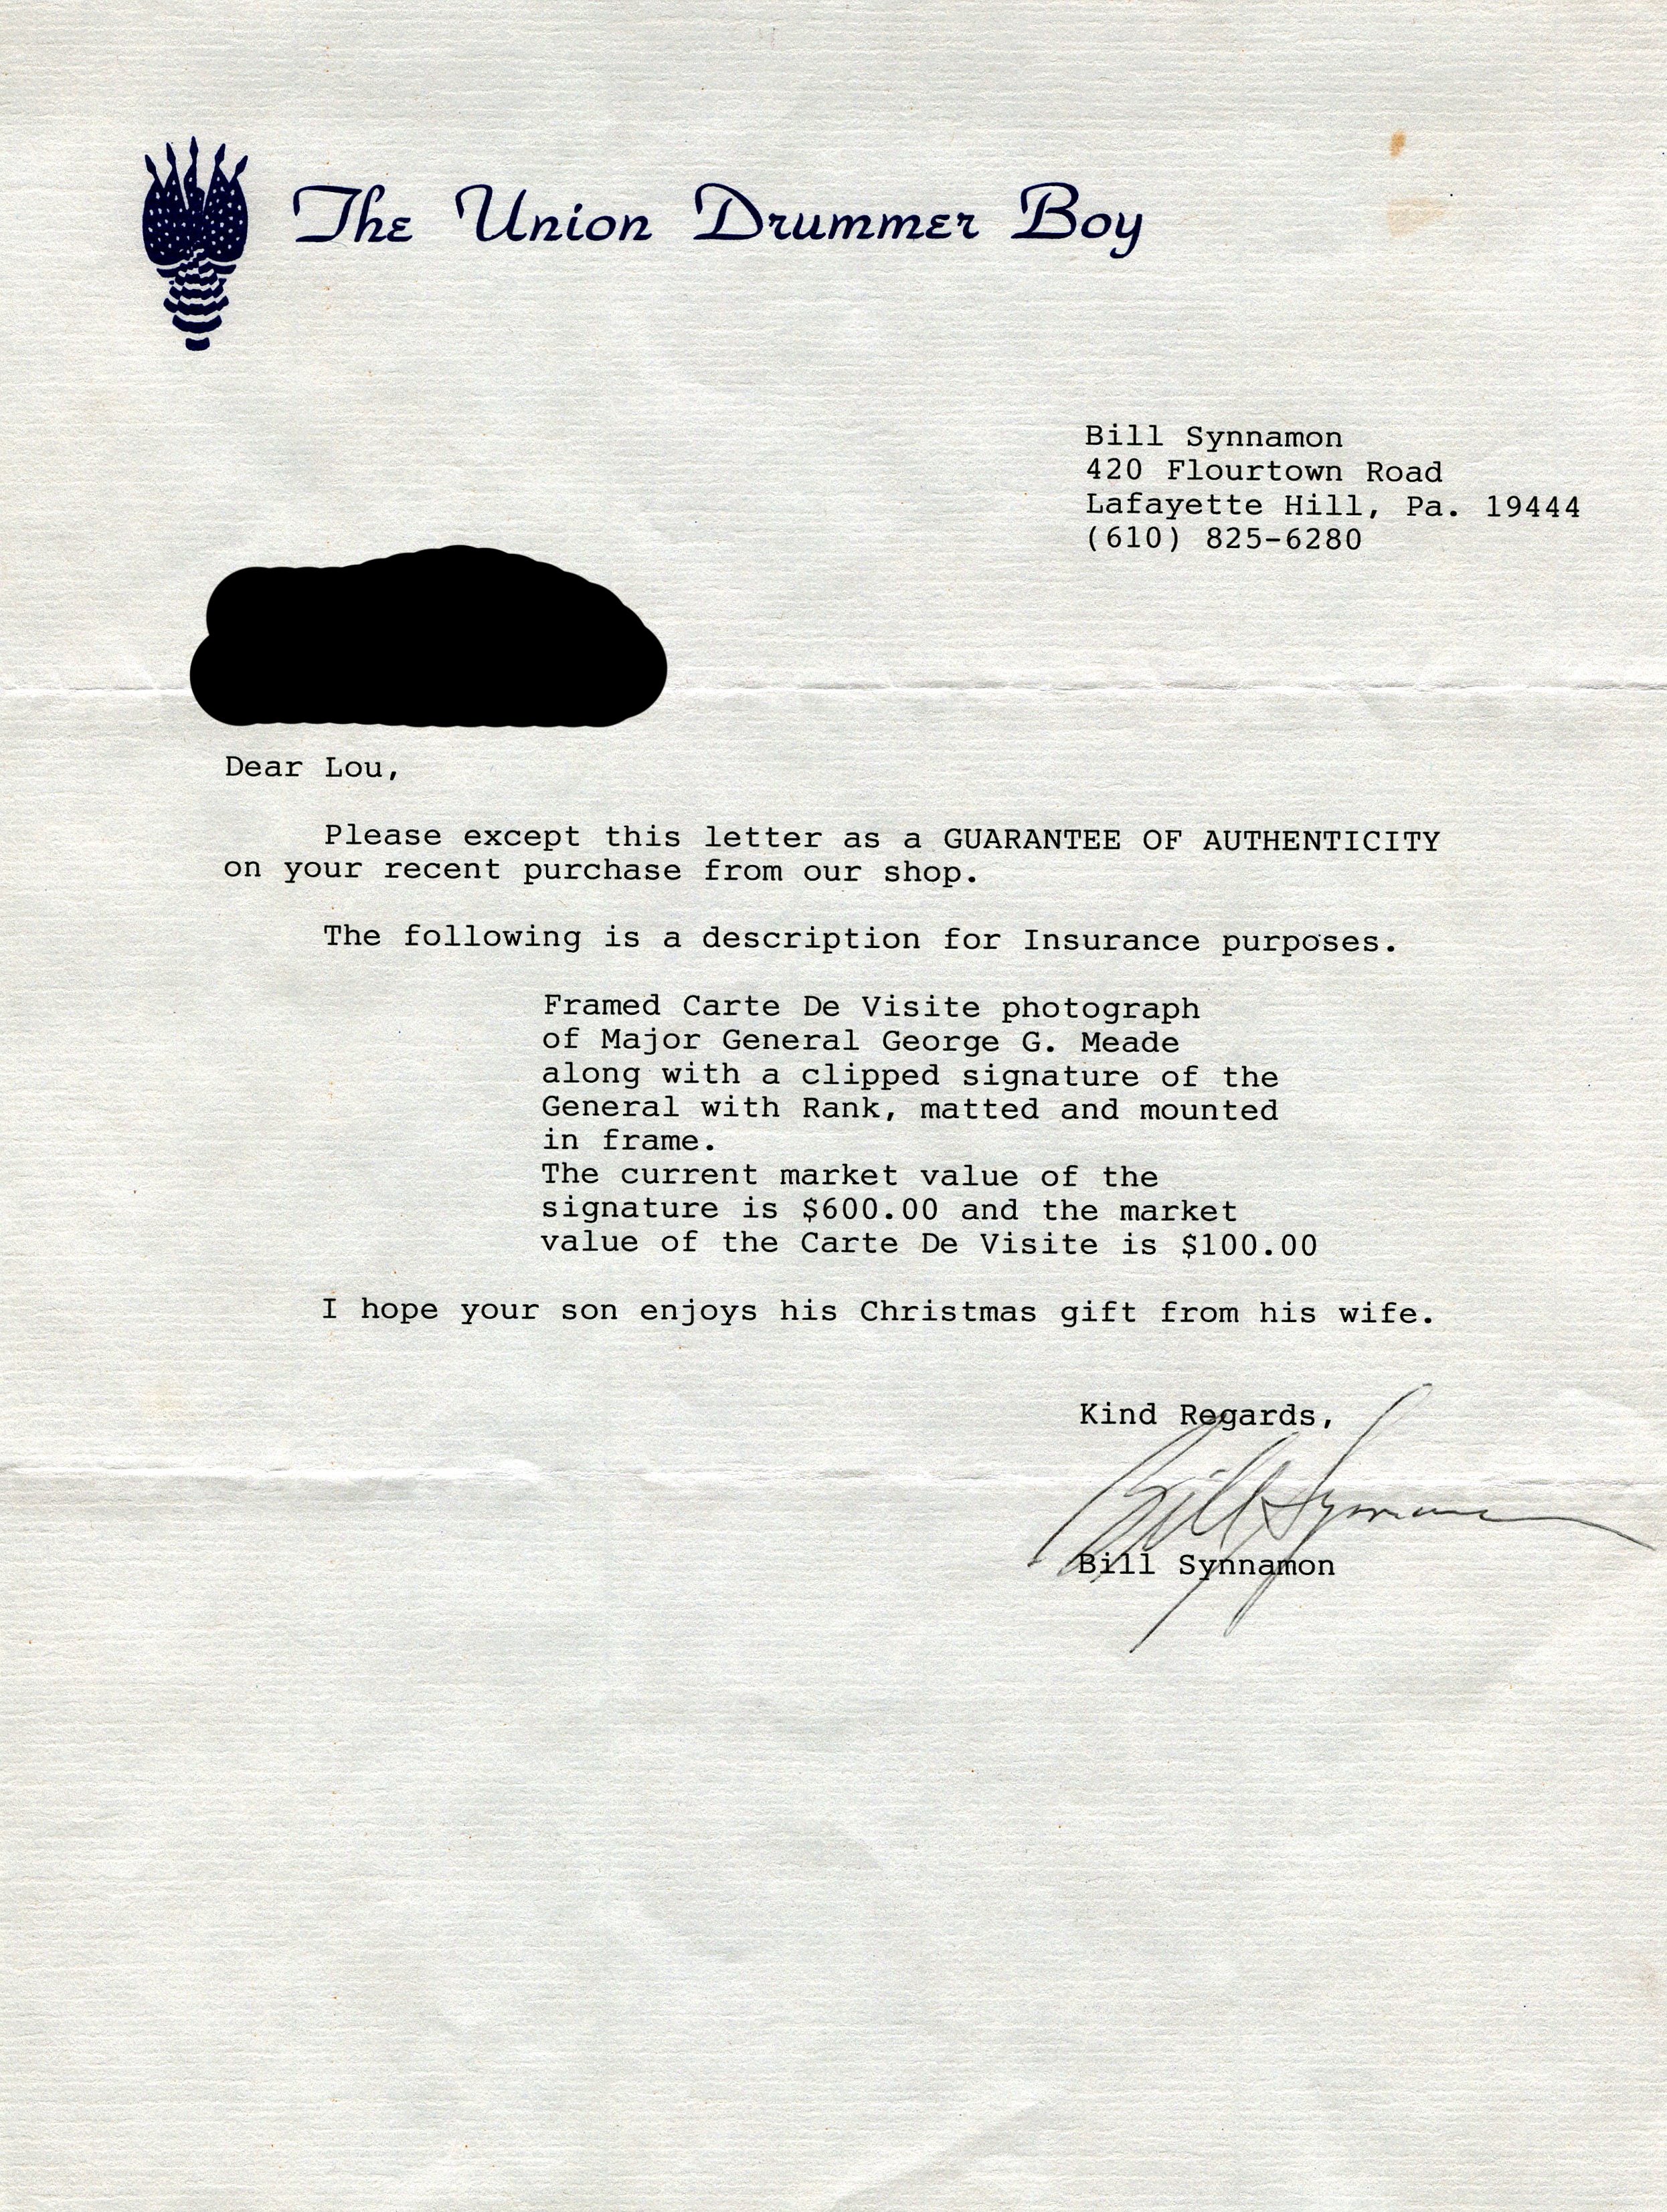 The Union Drummer Boy
Bill Synnamon
420 Flourtown Road
Lafayette Hill, Pa. 19444
(610) 825-6280
Dear Lou,
Please except this letter as a GUARANTEE OF AUTHENTICITY
on your recent purchase from our shop.
The following is a description for Insurance purposes.
Framed Carte De Visite photograph
of Major General George G. Meade
along with a clipped signature of the
General with Rank, matted and mounted
in frame.
The current market value of the
signature is $600.00 and the market
value of the Carte De Visite is $100.00
I hope your son enjoys his Christmas gift from his wife.
Kind Regards,
Bill Synnamon
Bill Synnamon